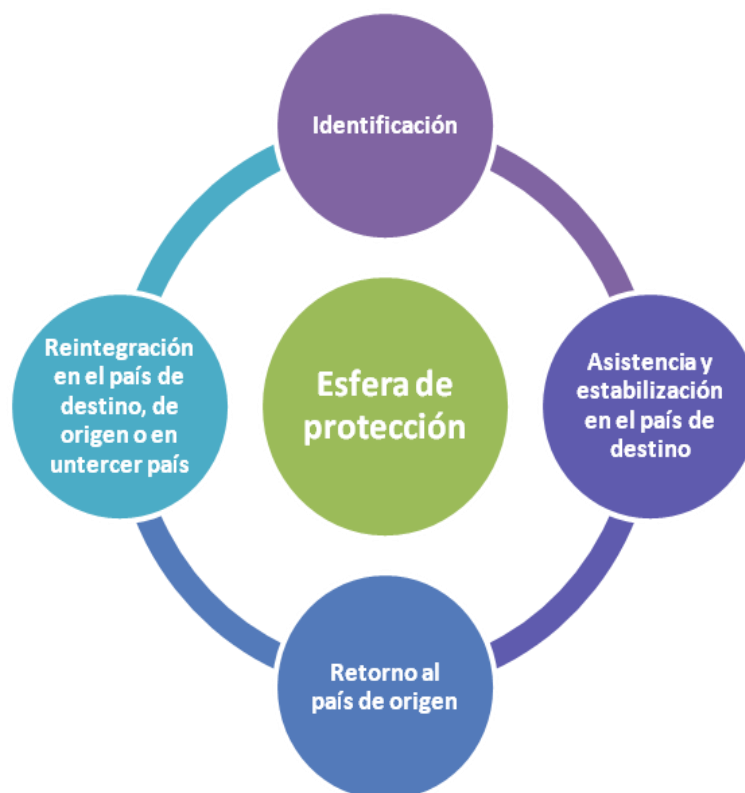 Identificación
Reintegración
en el país de
destino, de
origen o en
untercer país
Esfera de
protección
Asistencia y
estabilización
en el país de
destino
Retorno al
país de origen